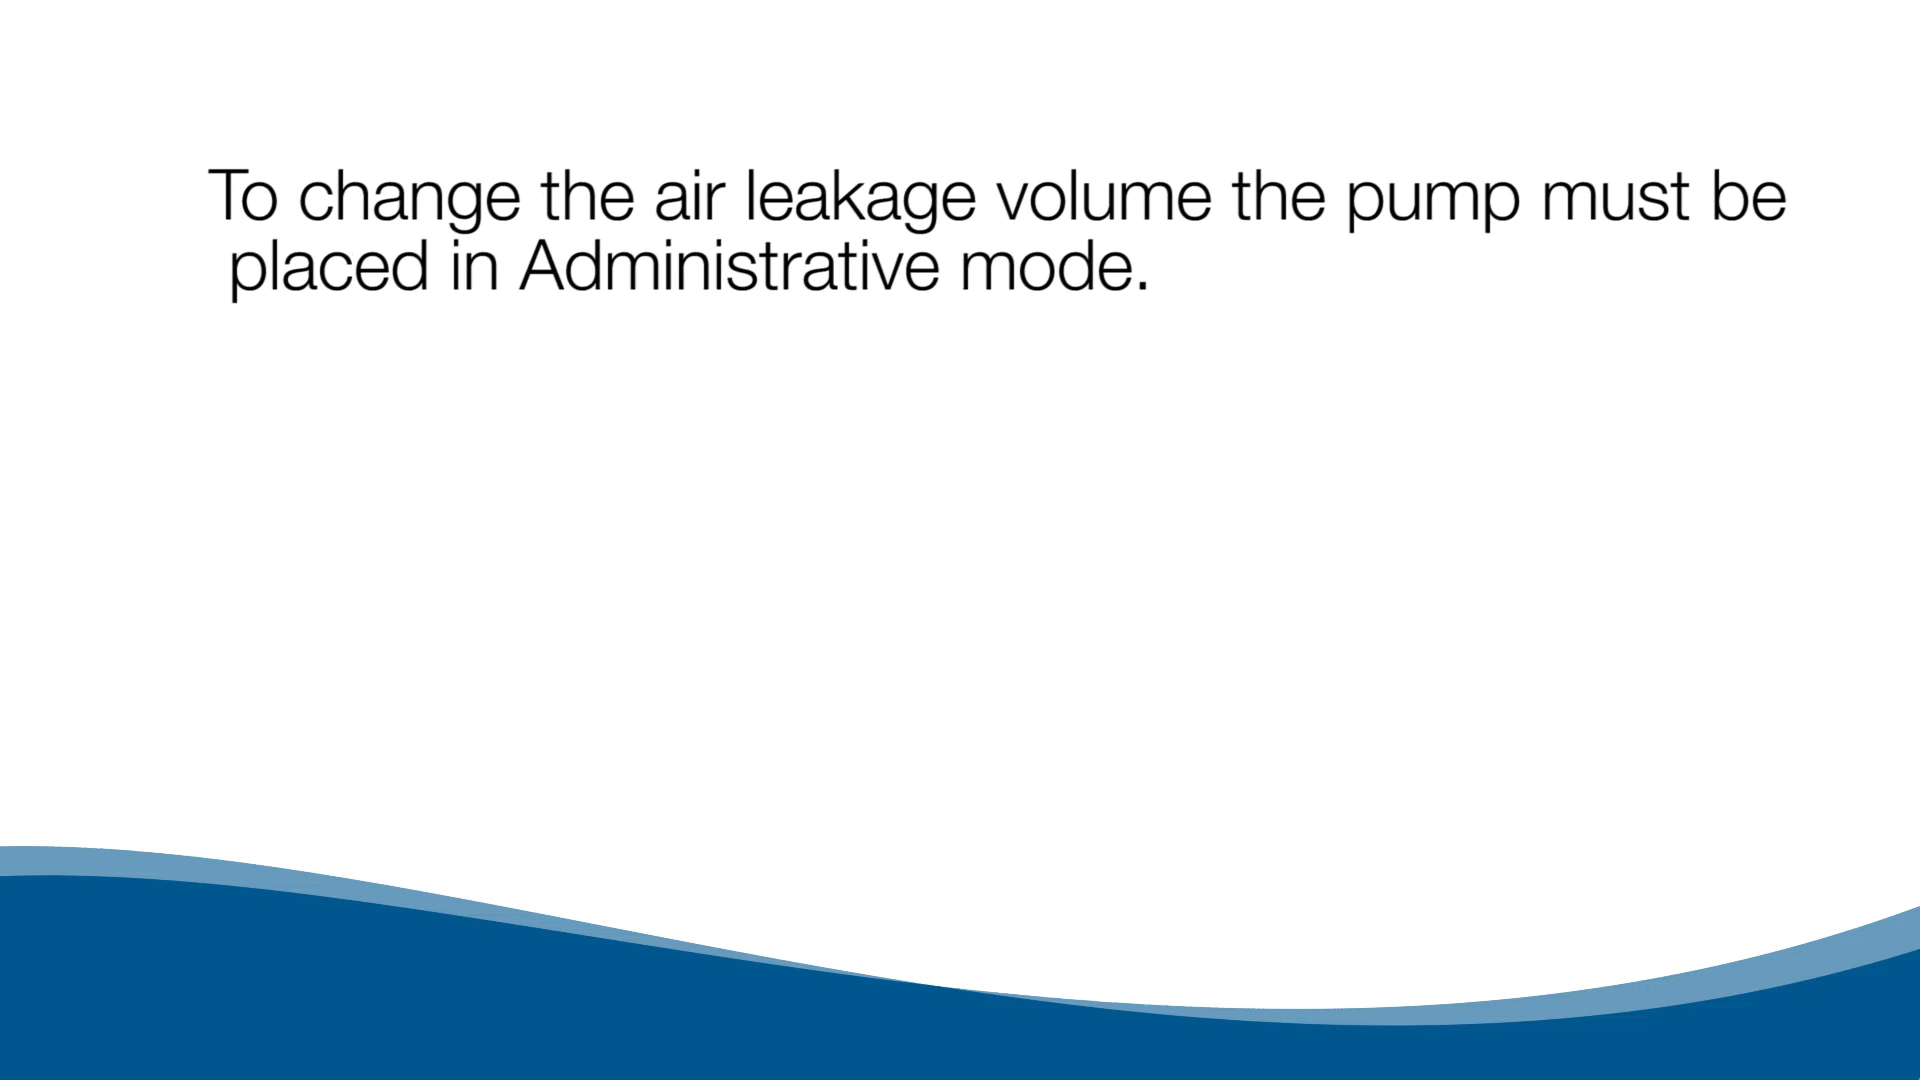 To change the air leakage volume the pump must be
placed in Administrative mode.